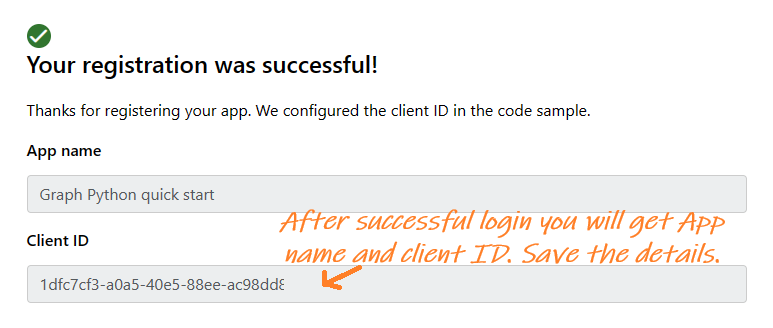 Your registration was successful!
Thanks for registering your app. We configured the client ID in the code sample.
App name
Graph Python quick start
After successful login you will get App
name and client ID. Save the details.
Client ID
1dfc7cf3-a0a5-40e5-88ee-ac98dd8